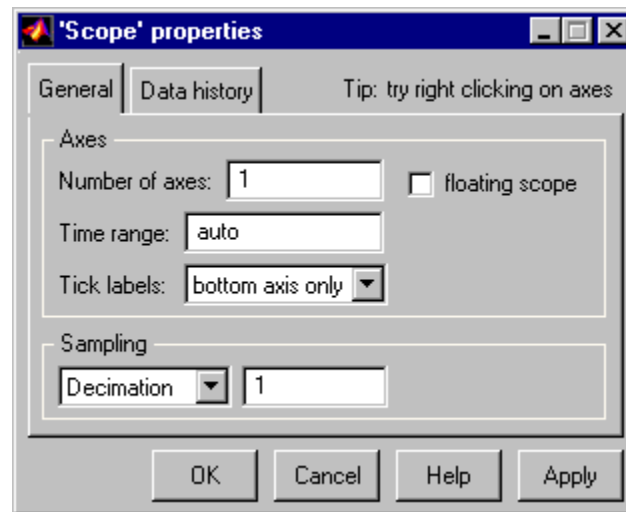 'Scope' properties
General Data history Tip: try right clicking on axes
Axes
Number of axes: 1 floating scope
Time range: auto
Tick labels: bottom axis only
Sampling
Decimation 1
OK Cancel Help Apply